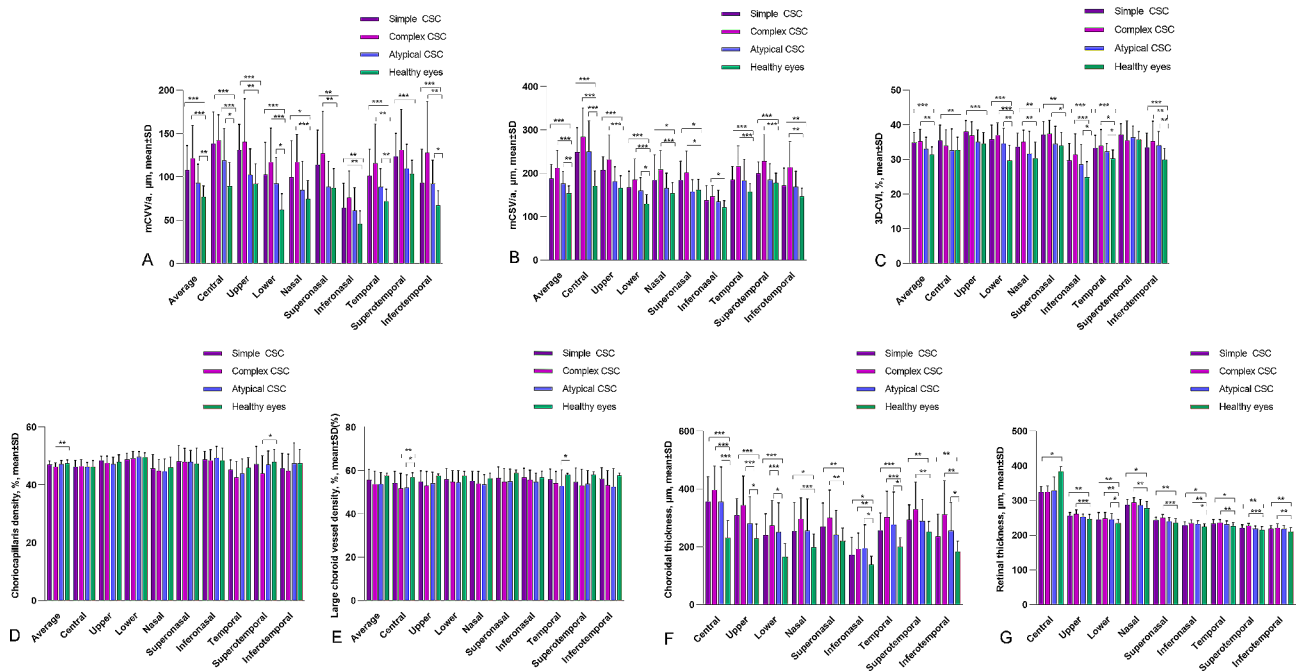 Simple CSC
Complex CSC
Atypical CSC
Healthy eyes
mCVV/a, μm, mean±SD
200
150
100
50
0
Average
Central
Upper
Lower
Nasal
Superonasal
Inferonasal
Temporal
Superotemporal
Inferotemporal
A
Simple CSC
Complex CSC
Atypical CSC
Healthy eyes
mCSV/a, μm, mean±SD
400
300
200
100
0
Average
Central
Upper
Lower
Nasal
Superonasal
Inferonasal
Temporal
Superotemporal
Inferotemporal
B
Simple CSC
Complex CSC
Atypical CSC
Healthy eyes
3D-CVI, %, mean±SD
50
40
30
20
10
0
Average
Central
Upper
Lower
Nasal
Superonasal
Inferonasal
Temporal
Superotemporal
Inferotemporal
C
Simple CSC
Complex CSC
Atypical CSC
Healthy eyes
Choriocapillaris density, %, mean±SD
60
40
20
0
Average
Central
Upper
Lower
Nasal
Superonasal
Inferonasal
Temporal
Superotemporal
Inferotemporal
D
Simple CSC
Complex CSC
Atypical CSC
Healthy eyes
Large choroid vessel density, % mean±SD(%)
80
60
40
20
0
Average
Central
Upper
Lower
Nasal
Superonasal
Inferonasal
Temporal
Superotemporal
Inferotemporal
E
Simple CSC
Complex CSC
Atypical CSC
Healthy eyes
Choroidal thickness, μm, mean±SD
600
400
200
0
Central
Upper
Lower
Nasal
Superonasal
Inferonasal
Temporal
Superotemporal
Inferotemporal
F
Simple CSC
Complex CSC
Atypical CSC
Healthy eyes
Retinal thickness, μm, mean±SD
500
400
300
200
100
0
Central
Upper
Lower
Nasal
Superonasal
Inferonasal
Temporal
Superotemporal
Inferotemporal
G